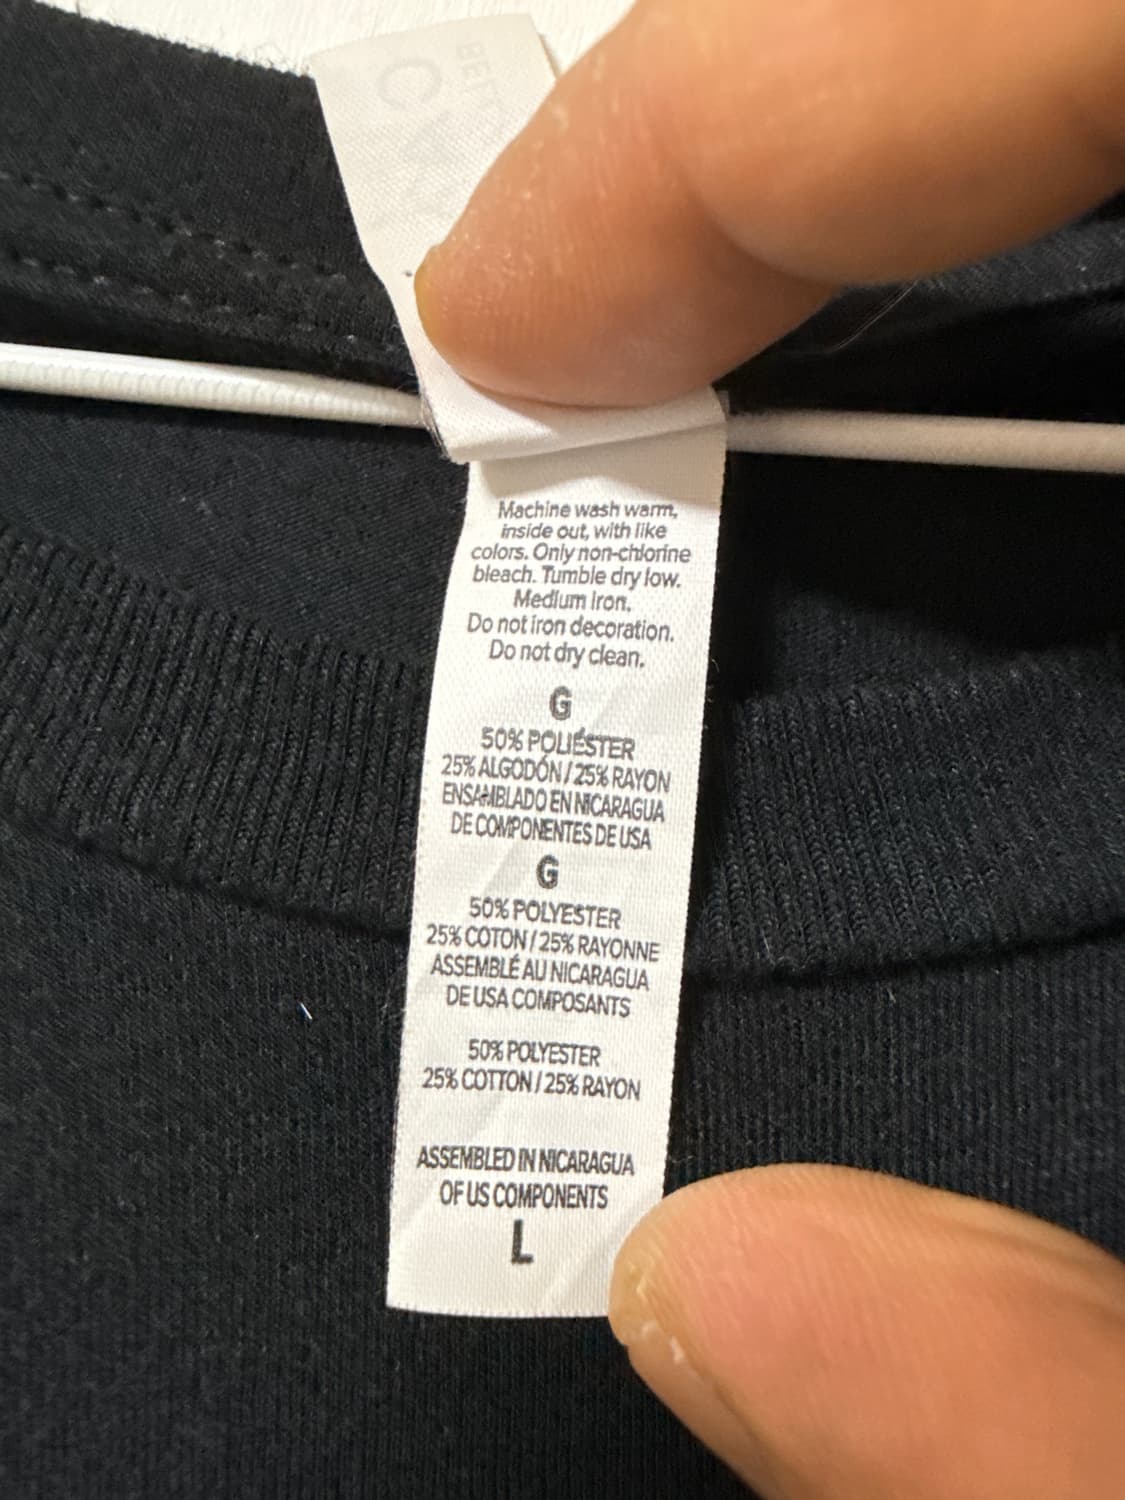 Machine wash warm,
inside out, with like
colors. Only non-chlorine
bleach. Tumble dry low.
Medium iron.
Do not iron decoration.
Do not dry clean.
G
50% POLIÉSTER
25% ALGODÓN / 25% RAYON
ENSAMBLADO EN NICARAGUA
DE COMPONENTES DE USA
G
50% POLYESTER
25% COTON / 25% RAYONNE
ASSEMBLÉ AU NICARAGUA
DE USA COMPOSANTS
50% POLYESTER
25% COTTON / 25% RAYON
ASSEMBLED IN NICARAGUA
OF US COMPONENTS
L